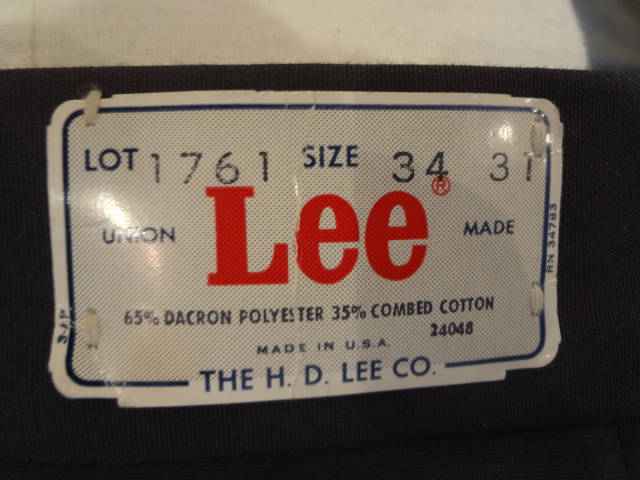 LOT 1761 SIZE 34 31
Lee®
UNION MADE
65% DACRON POLYESTER 35% COMBED COTTON
24048
MADE IN U.S.A.
THE H. D. LEE CO.
RN 34783